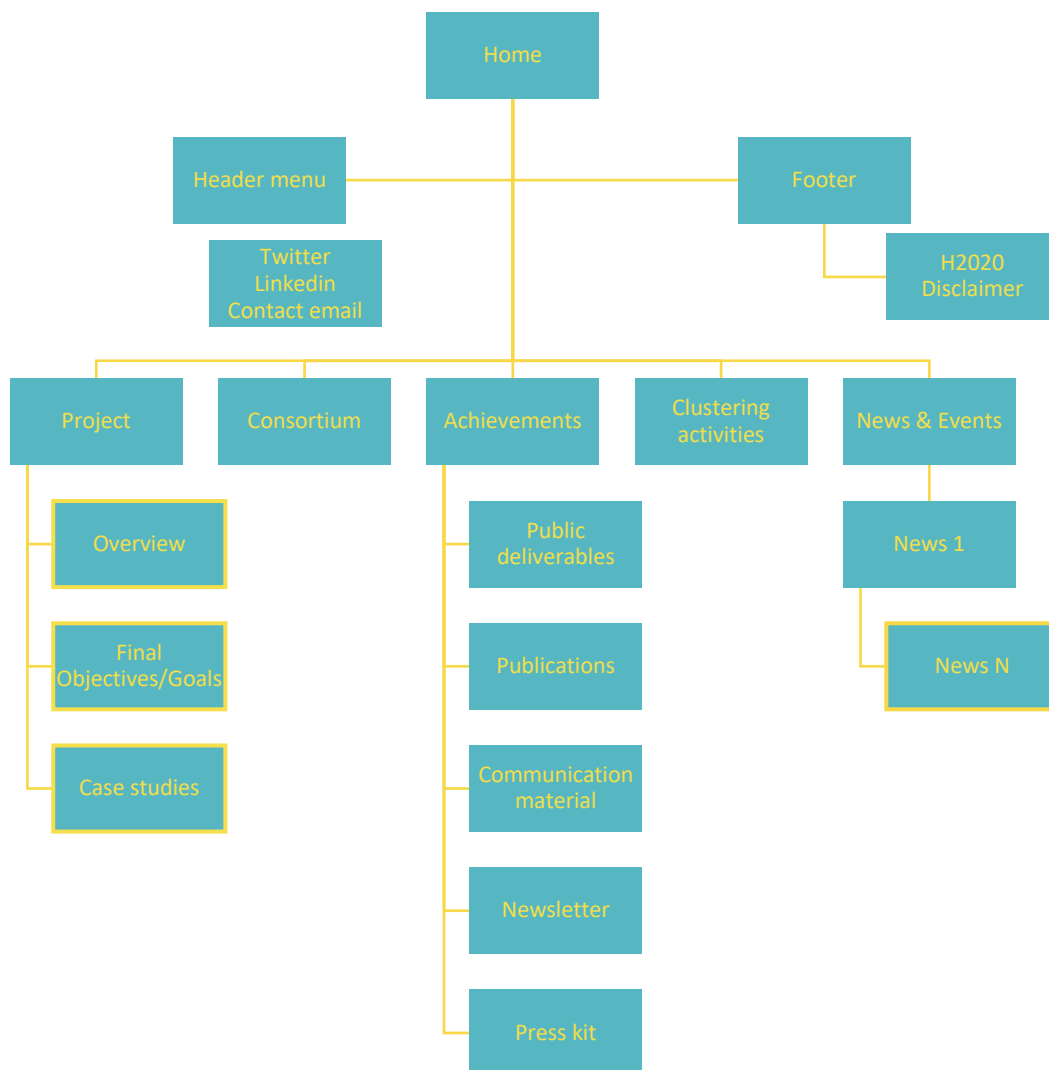 Home
Header menu
Footer
Twitter
Linkedin
Contact email
H2020
Disclaimer
Project
Consortium
Achievements
Clustering
activities
News & Events
Overview
Final
Objectives/Goals
Case studies
Public
deliverables
Publications
Communication
material
Newsletter
Press kit
News 1
News N